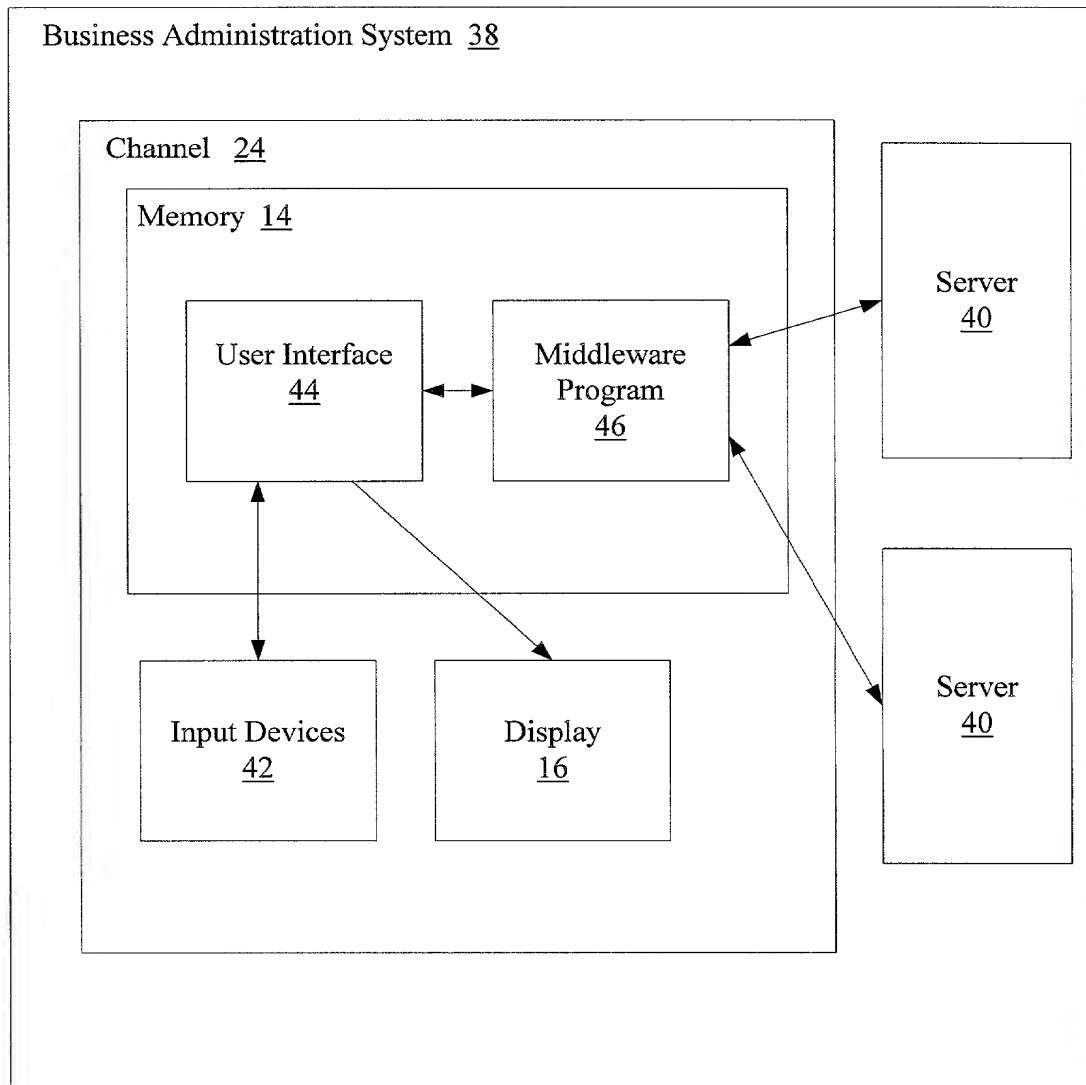 Business Administration System 38
Channel 24
Memory 14
User Interface
44
Middleware
Program
46
Server
40
Input Devices
42
Display
16
Server
40